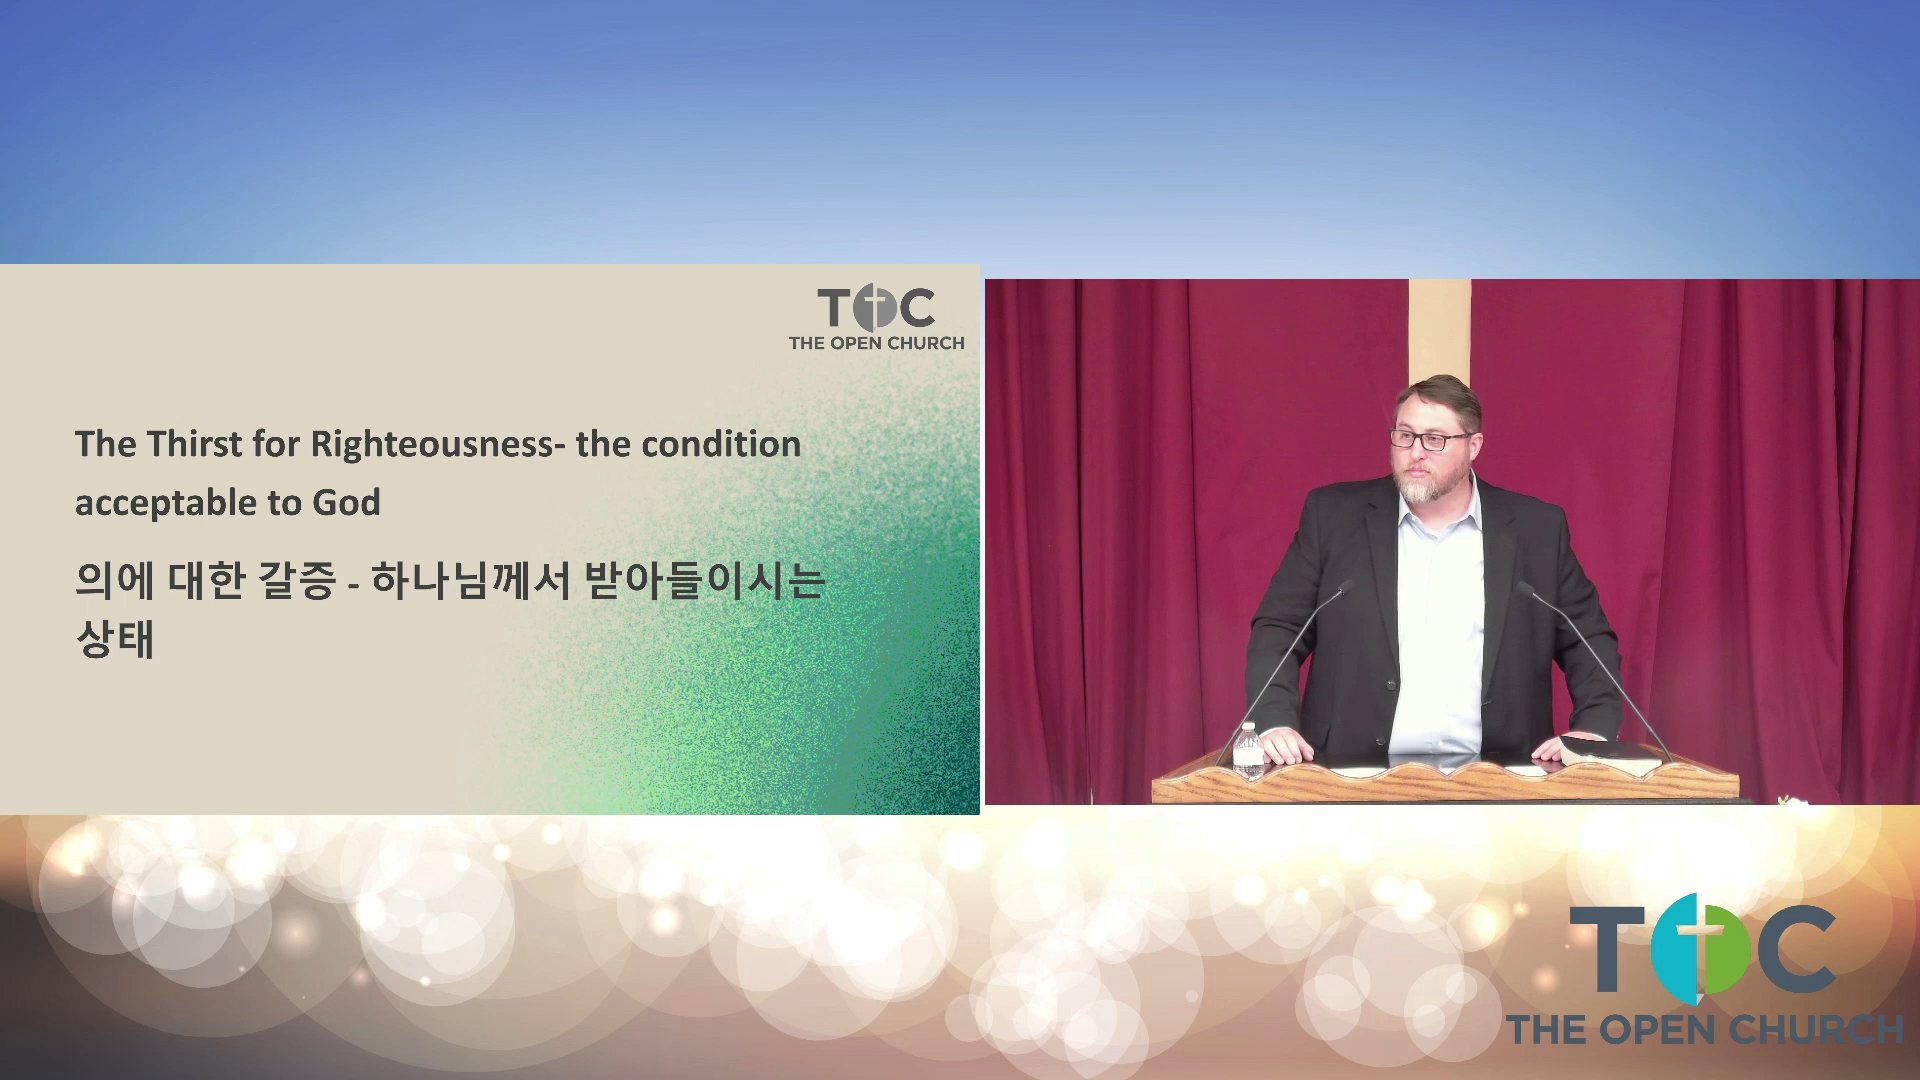 TOC
THE OPEN CHURCH
The Thirst for Righteousness- the condition
acceptable to God
의에 대한 갈증 - 하나님께서 받아들이시는
상태
TOC
THE OPEN CHURCH